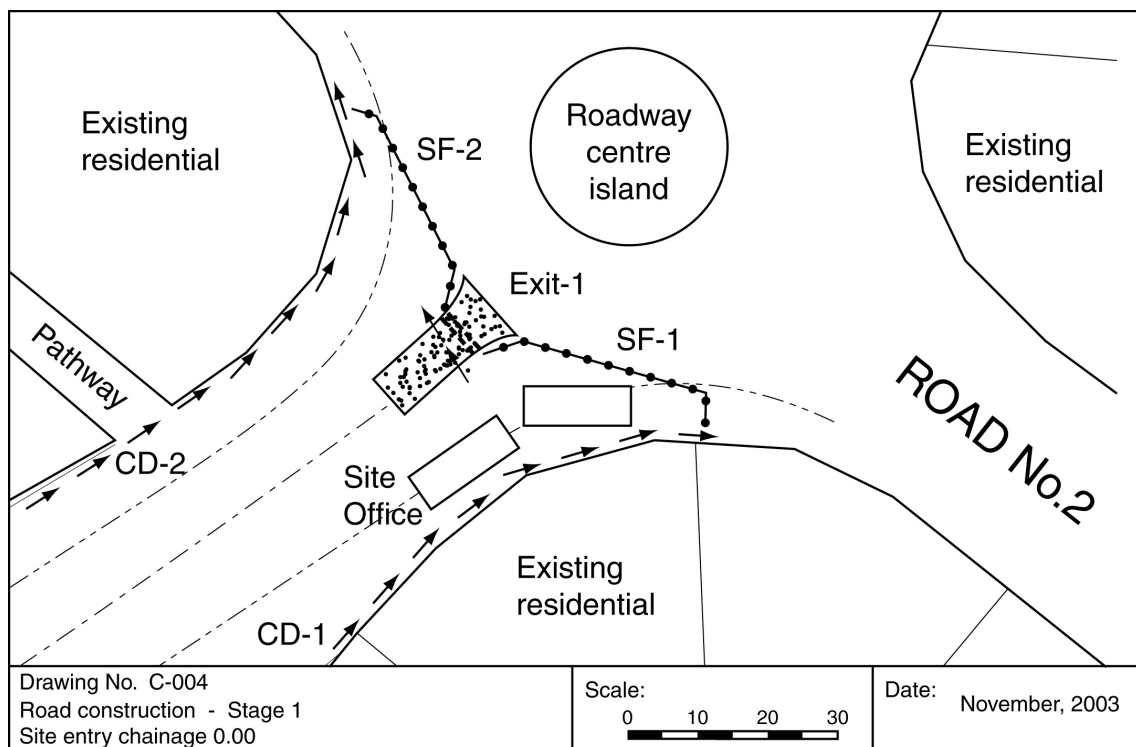 Existing
residential
SF-2
Roadway
centre
island
Existing
residential
Exit-1
SF-1
Pathway
ROAD No.2
CD-2
Site
Office
Existing
residential
CD-1
Drawing No. C-004
Road construction - Stage 1
Site entry chainage 0.00
Scale:
0 10 20 30
Date:
November, 2003